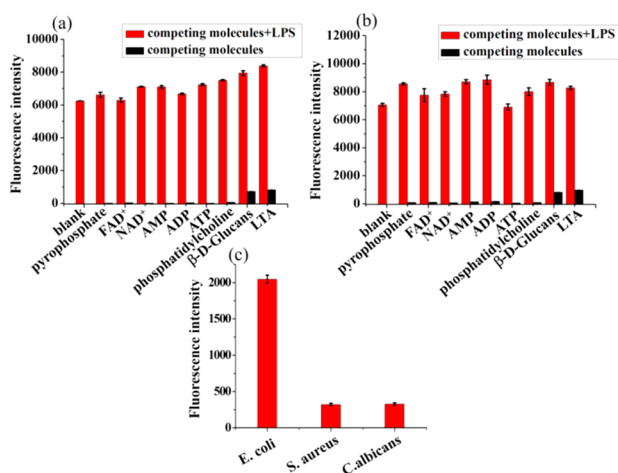 (a)
competing molecules+LPS
competing molecules
Fluorescence intensity
10000
8000
6000
4000
2000
0
blank
pyrophosphate
FAD+
NAD+
AMP
ADP
ATP
phosphatidylcholine
β-D-Glucans
LTA
(b)
competing molecules+LPS
competing molecules
Fluorescence intensity
12000
10000
8000
6000
4000
2000
0
blank
pyrophosphate
FAD+
NAD+
AMP
ADP
ATP
phosphatidylcholine
β-D-Glucans
LTA
(c)
Fluorescence intensity
2000
1500
1000
500
0
E. coli
S. aureus
C.albicans